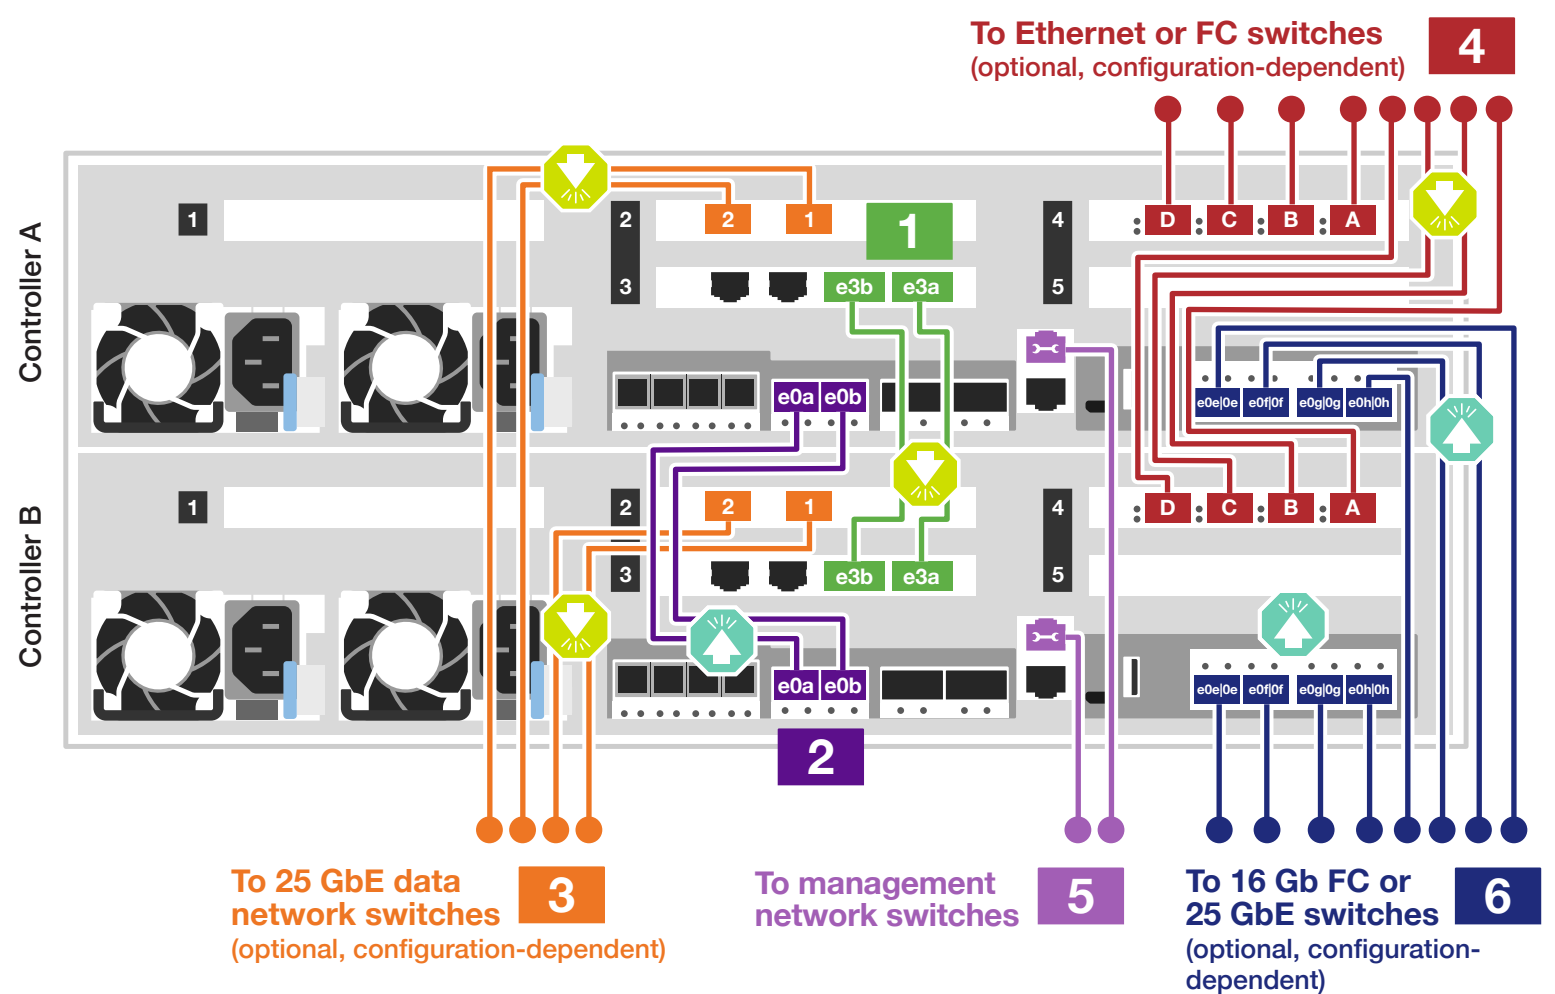 To Ethernet or FC switches
(optional, configuration-dependent)
4
Controller A
1
2
2
1
1
4
D
C
B
A
3
e3b
e3a
5
e0a
e0b
e0e|0e
e0f|0f
e0g|0g
e0h|0h
Controller B
1
2
2
1
4
D
C
B
A
3
e3b
e3a
5
e0a
e0b
e0e|0e
e0f|0f
e0g|0g
e0h|0h
2
To 25 GbE data
network switches
(optional, configuration-dependent)
3
To management
network switches
5
To 16 Gb FC or
25 GbE switches
(optional, configuration-
dependent)
6